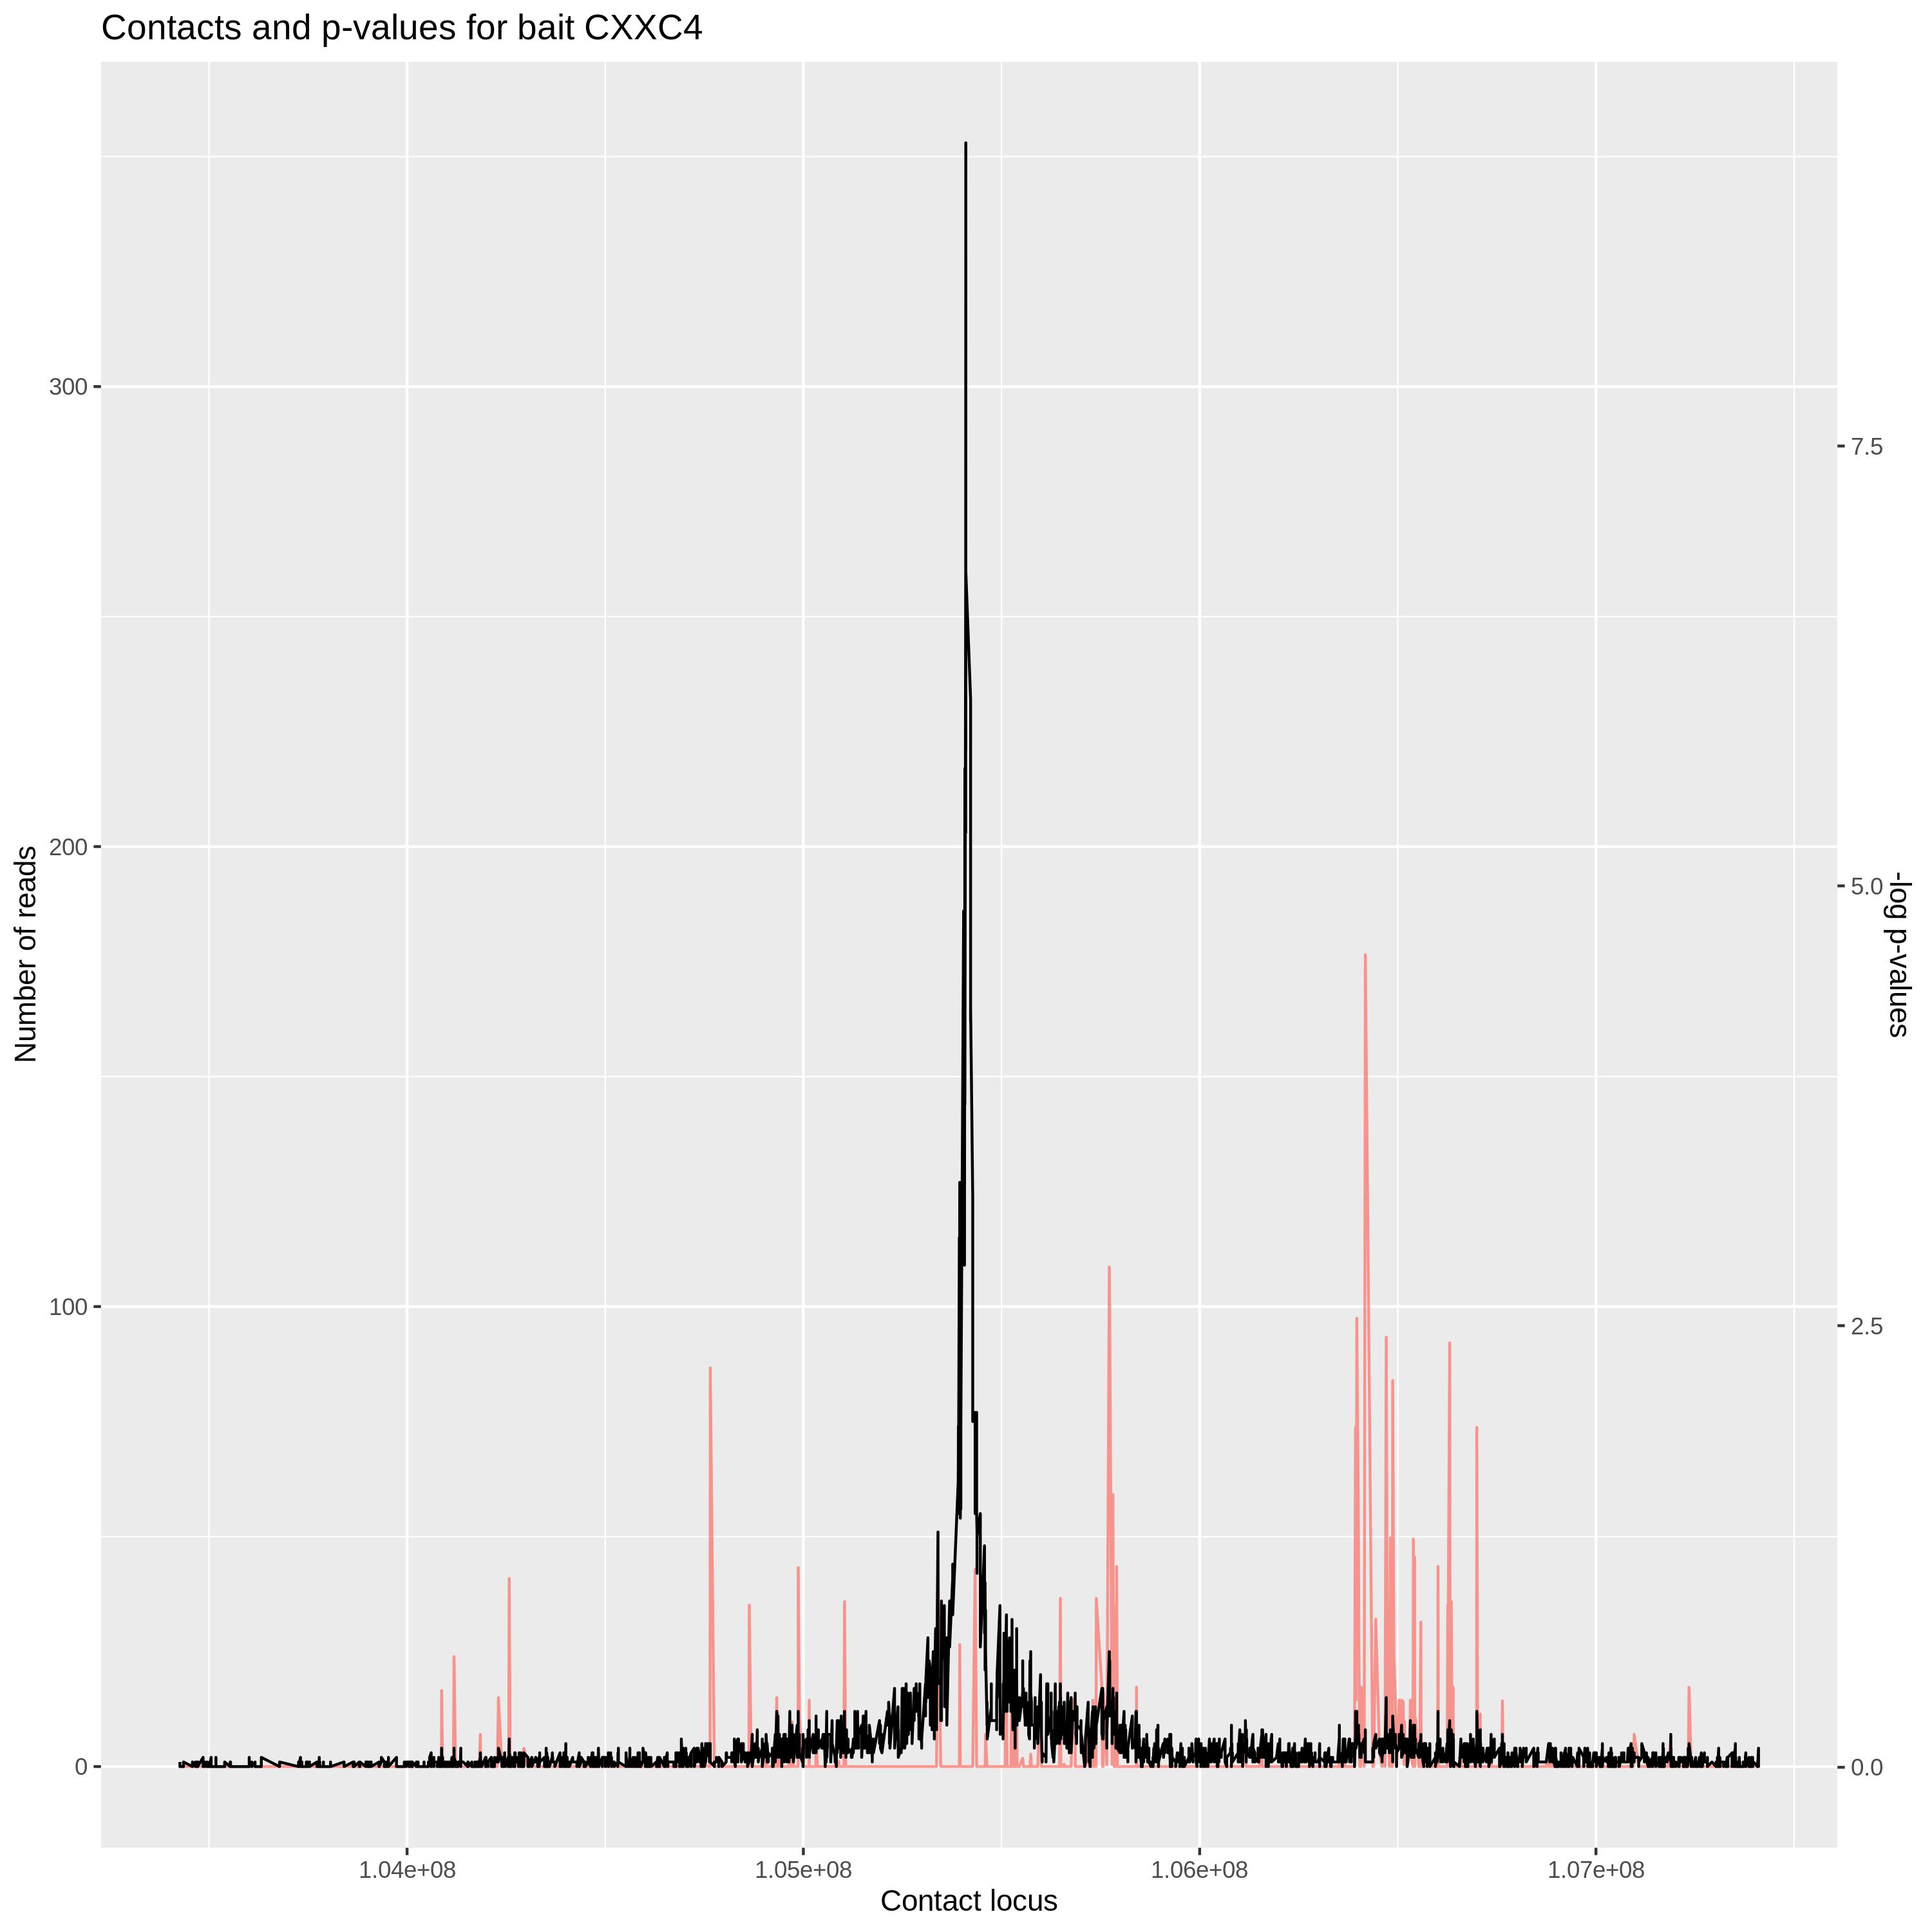 Contacts and p-values for bait CXXC4
300
200
100
0
Number of reads
7.5
5.0
2.5
0.0
-log p-values
1.04e+08
1.05e+08
1.06e+08
1.07e+08
Contact locus